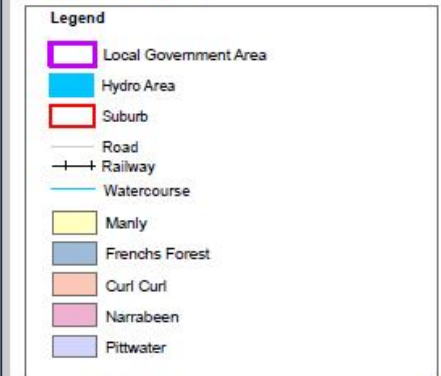 Legend
Local Government Area
Hydro Area
Suburb
Road
Railway
Watercourse
Manly
Frenchs Forest
Curl Curl
Narrabeen
Pittwater